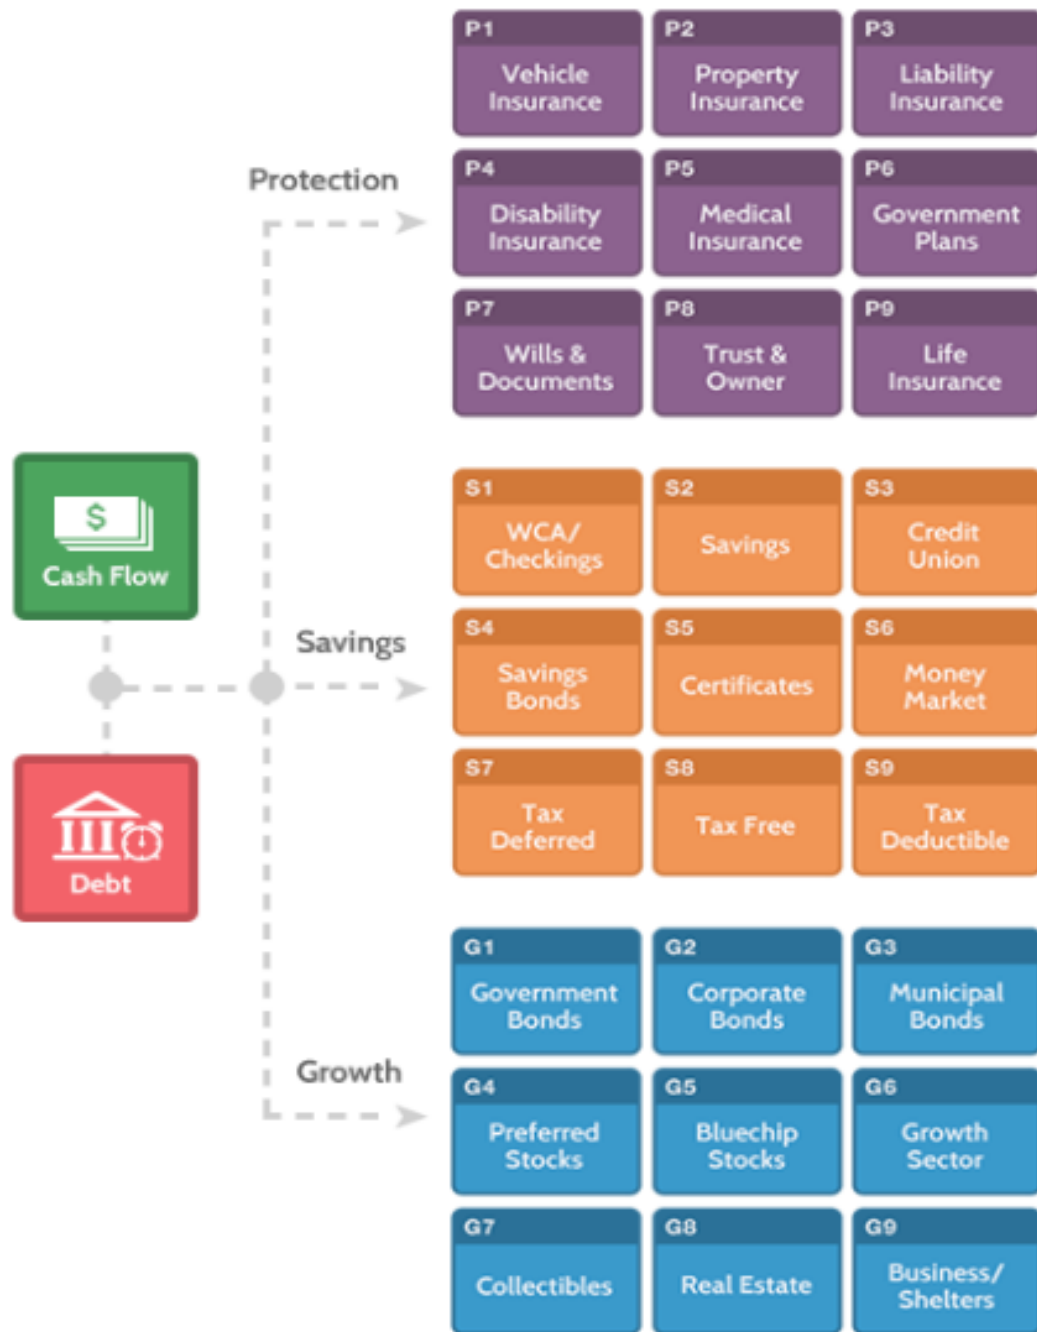 P1
Vehicle
Insurance
P2
Property
Insurance
P3
Liability
Insurance
Protection
P4
Disability
Insurance
P5
Medical
Insurance
P6
Government
Plans
P7
Wills &
Documents
P8
Trust &
Owner
P9
Life
Insurance
$
Cash Flow
Savings
S1
WCA/
Checkings
S2
Savings
S3
Credit
Union
S4
Savings
Bonds
S5
Certificates
S6
Money
Market
S7
Tax
Deferred
S8
Tax Free
S9
Tax
Deductible
Debt
Growth
G1
Government
Bonds
G2
Corporate
Bonds
G3
Municipal
Bonds
G4
Preferred
Stocks
G5
Bluechip
Stocks
G6
Growth
Sector
G7
Collectibles
G8
Real Estate
G9
Business/
Shelters